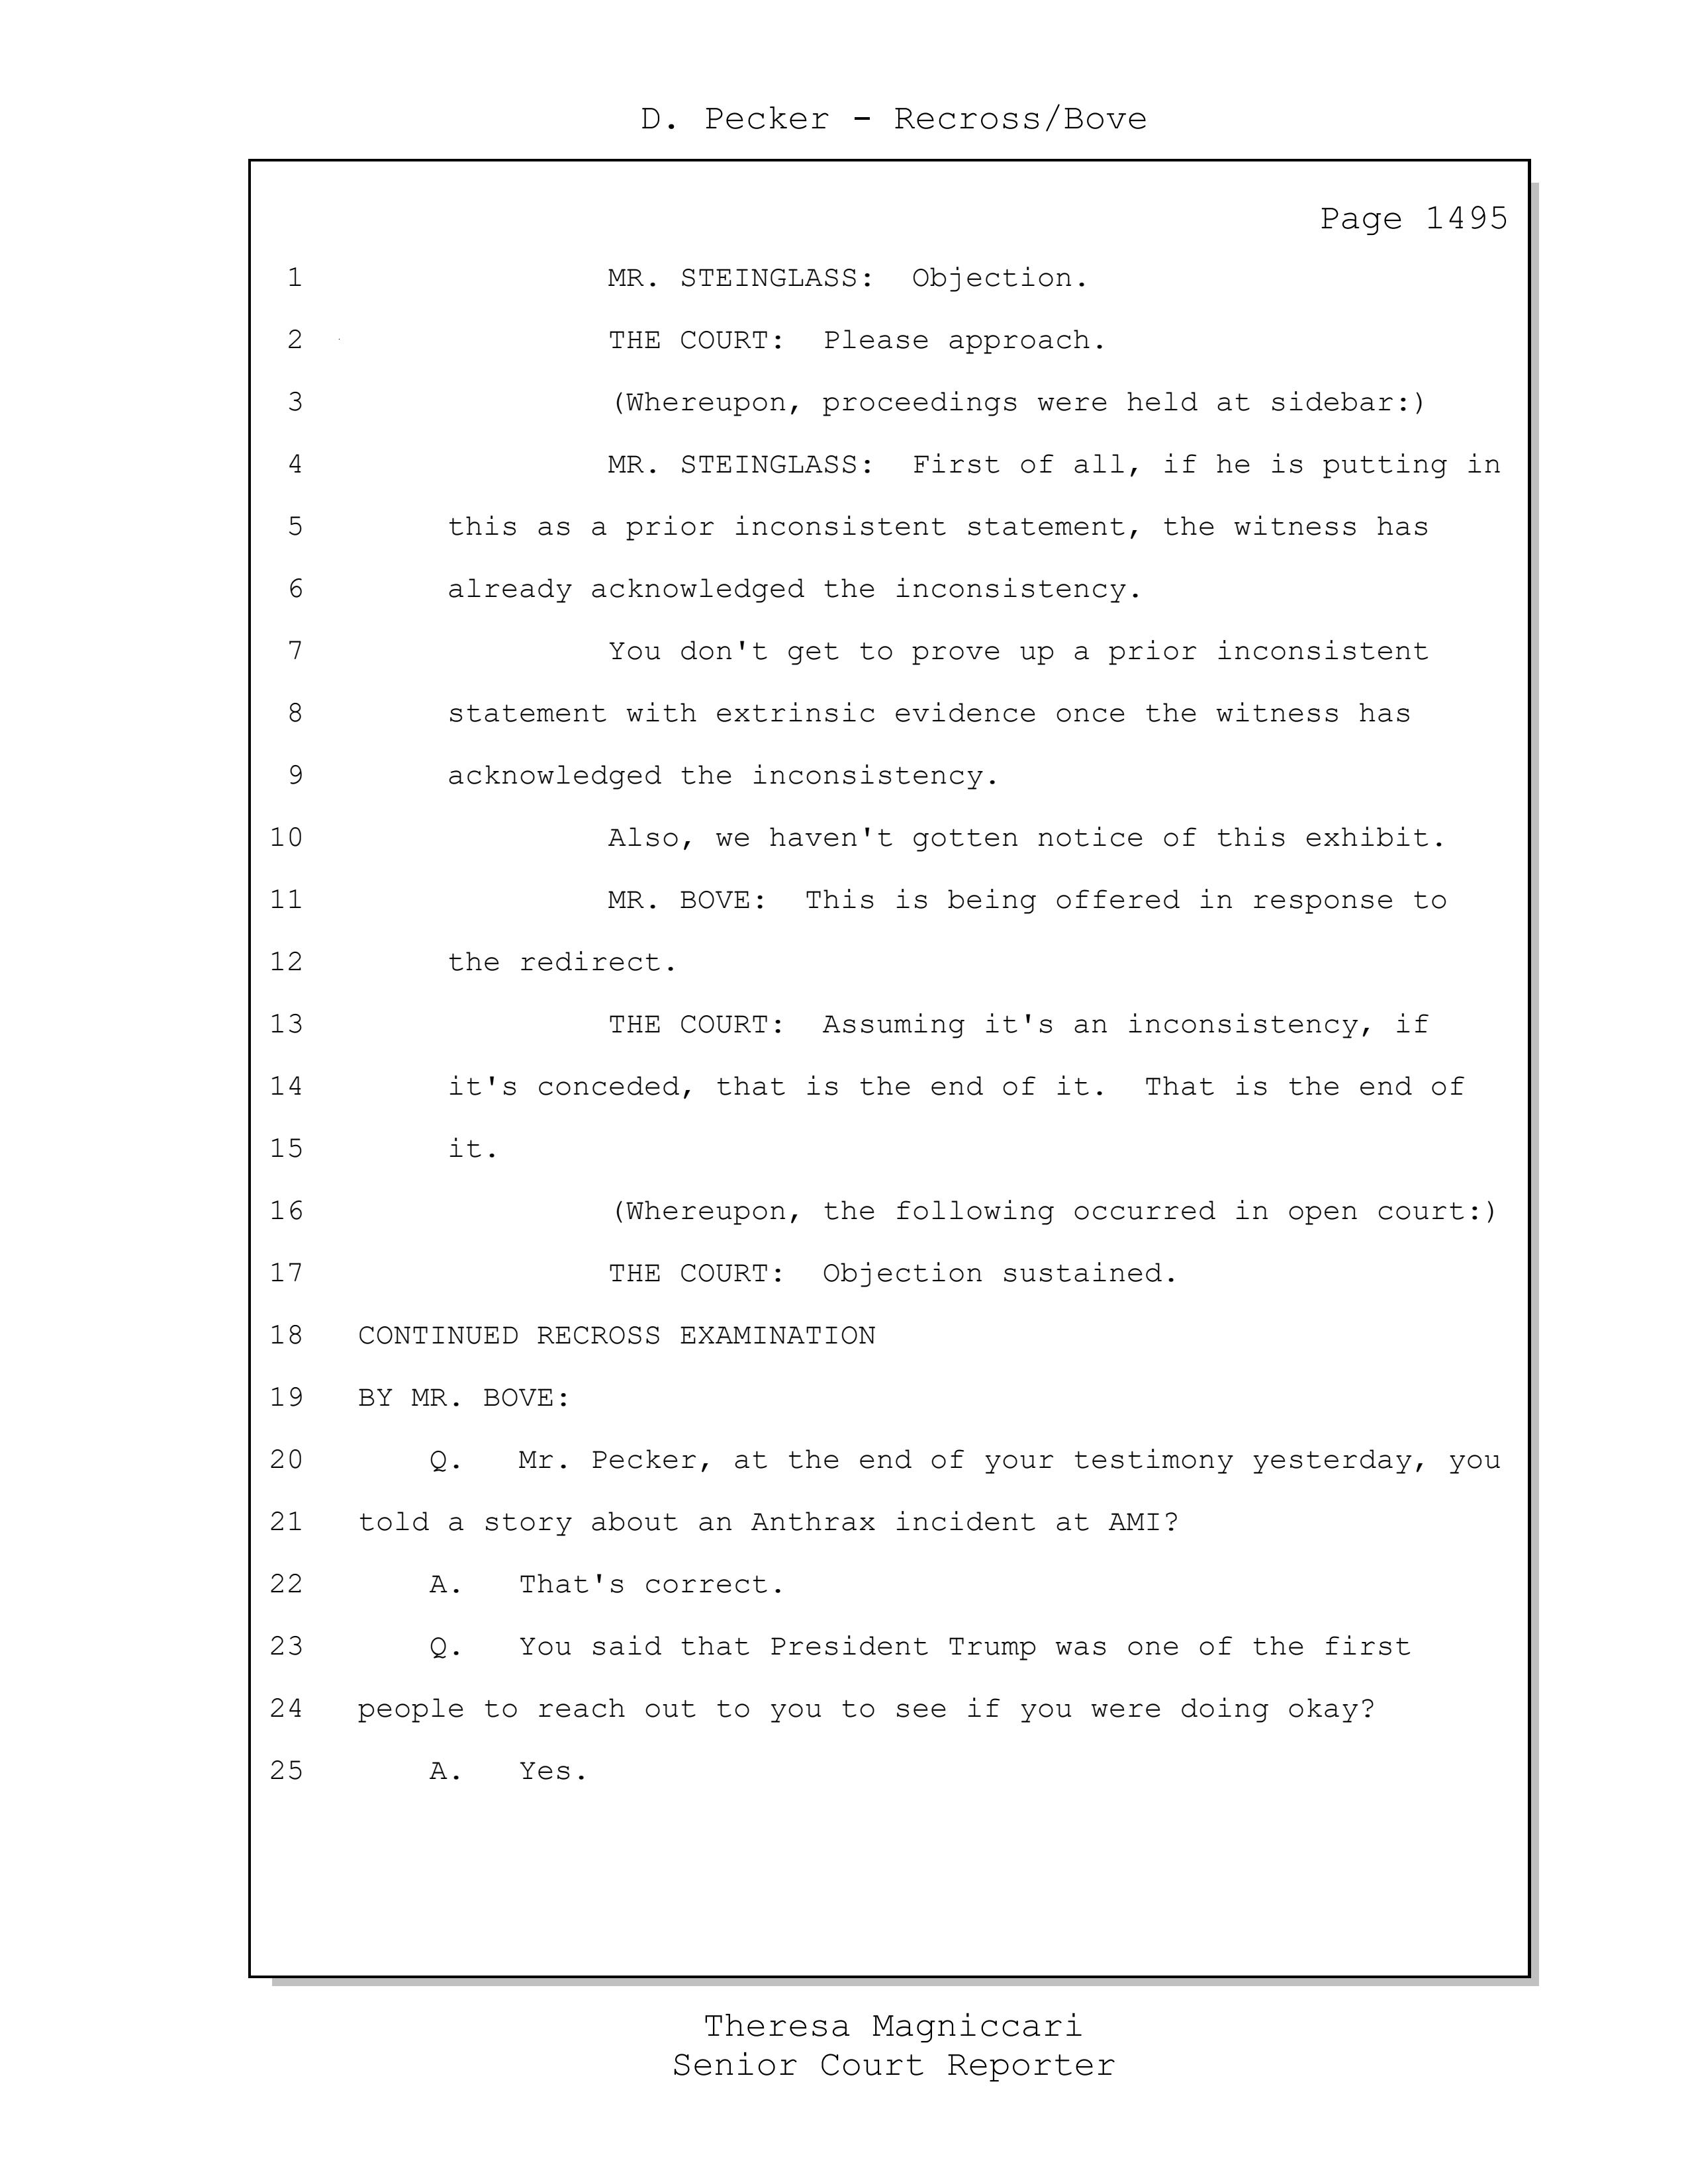 D. Pecker - Recross/Bove
Page 1495
1 MR. STEINGLASS: Objection.
2 THE COURT: Please approach.
3 (Whereupon, proceedings were held at sidebar:)
4 MR. STEINGLASS: First of all, if he is putting in
5 this as a prior inconsistent statement, the witness has
6 already acknowledged the inconsistency.
7 You don't get to prove up a prior inconsistent
8 statement with extrinsic evidence once the witness has
9 acknowledged the inconsistency.
10 Also, we haven't gotten notice of this exhibit.
11 MR. BOVE: This is being offered in response to
12 the redirect.
13 THE COURT: Assuming it's an inconsistency, if
14 it's conceded, that is the end of it. That is the end of
15 it.
16 (Whereupon, the following occurred in open court:)
17 THE COURT: Objection sustained.
18 CONTINUED RECROSS EXAMINATION
19 BY MR. BOVE:
20 Q. Mr. Pecker, at the end of your testimony yesterday, you
21 told a story about an Anthrax incident at AMI?
22 A. That's correct.
23 Q. You said that President Trump was one of the first
24 people to reach out to you to see if you were doing okay?
25 A. Yes.
Theresa Magniccari
Senior Court Reporter